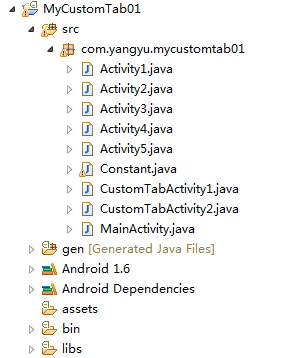 MyCustomTab01
src
com.yangyu.mycustomtab01
Activity1.java
Activity2.java
Activity3.java
Activity4.java
Activity5.java
Constant.java
CustomTabActivity1.java
CustomTabActivity2.java
MainActivity.java
gen [Generated Java Files]
Android 1.6
Android Dependencies
assets
bin
libs